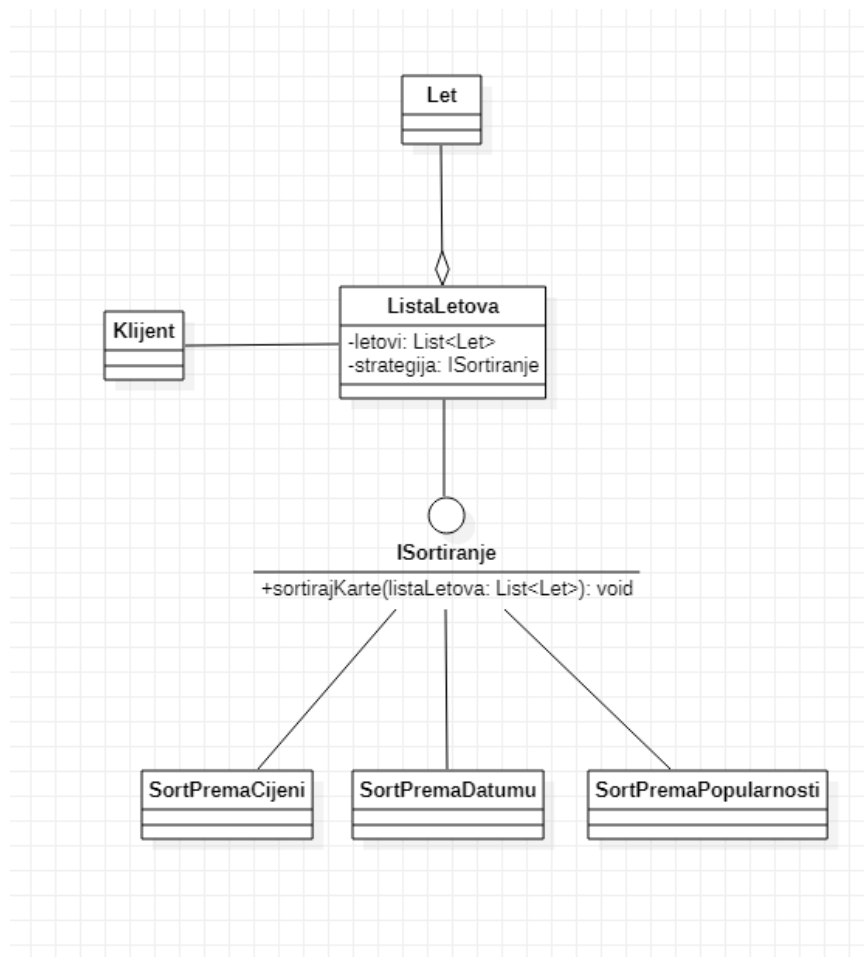 Let
ListaLetova
-letovi: List<Let>
-strategija: ISortiranje
Klijent
ISortiranje
+sortirajKarte(listaLetova: List<Let>): void
SortPremaCijeni
SortPremaDatumu
SortPremaPopularnosti